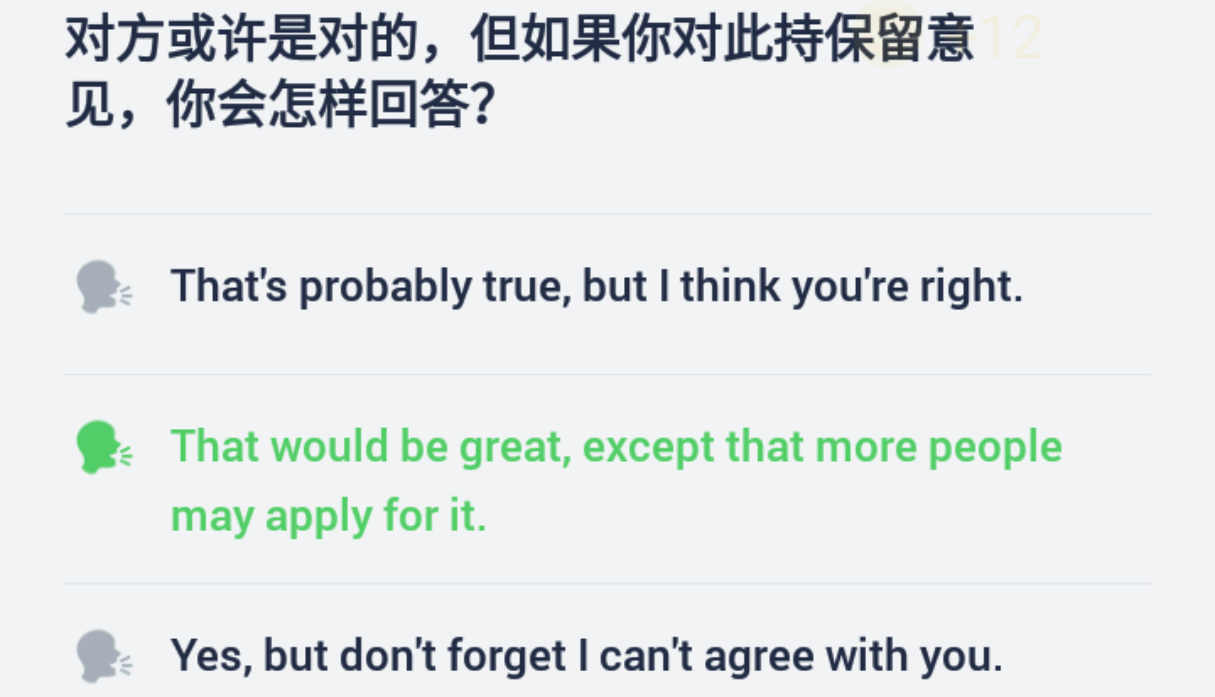 对方或许是对的，但如果你对此持保留意
见，你会怎样回答？
12
That's probably true, but I think you're right.
That would be great, except that more people
may apply for it.
Yes, but don't forget I can't agree with you.